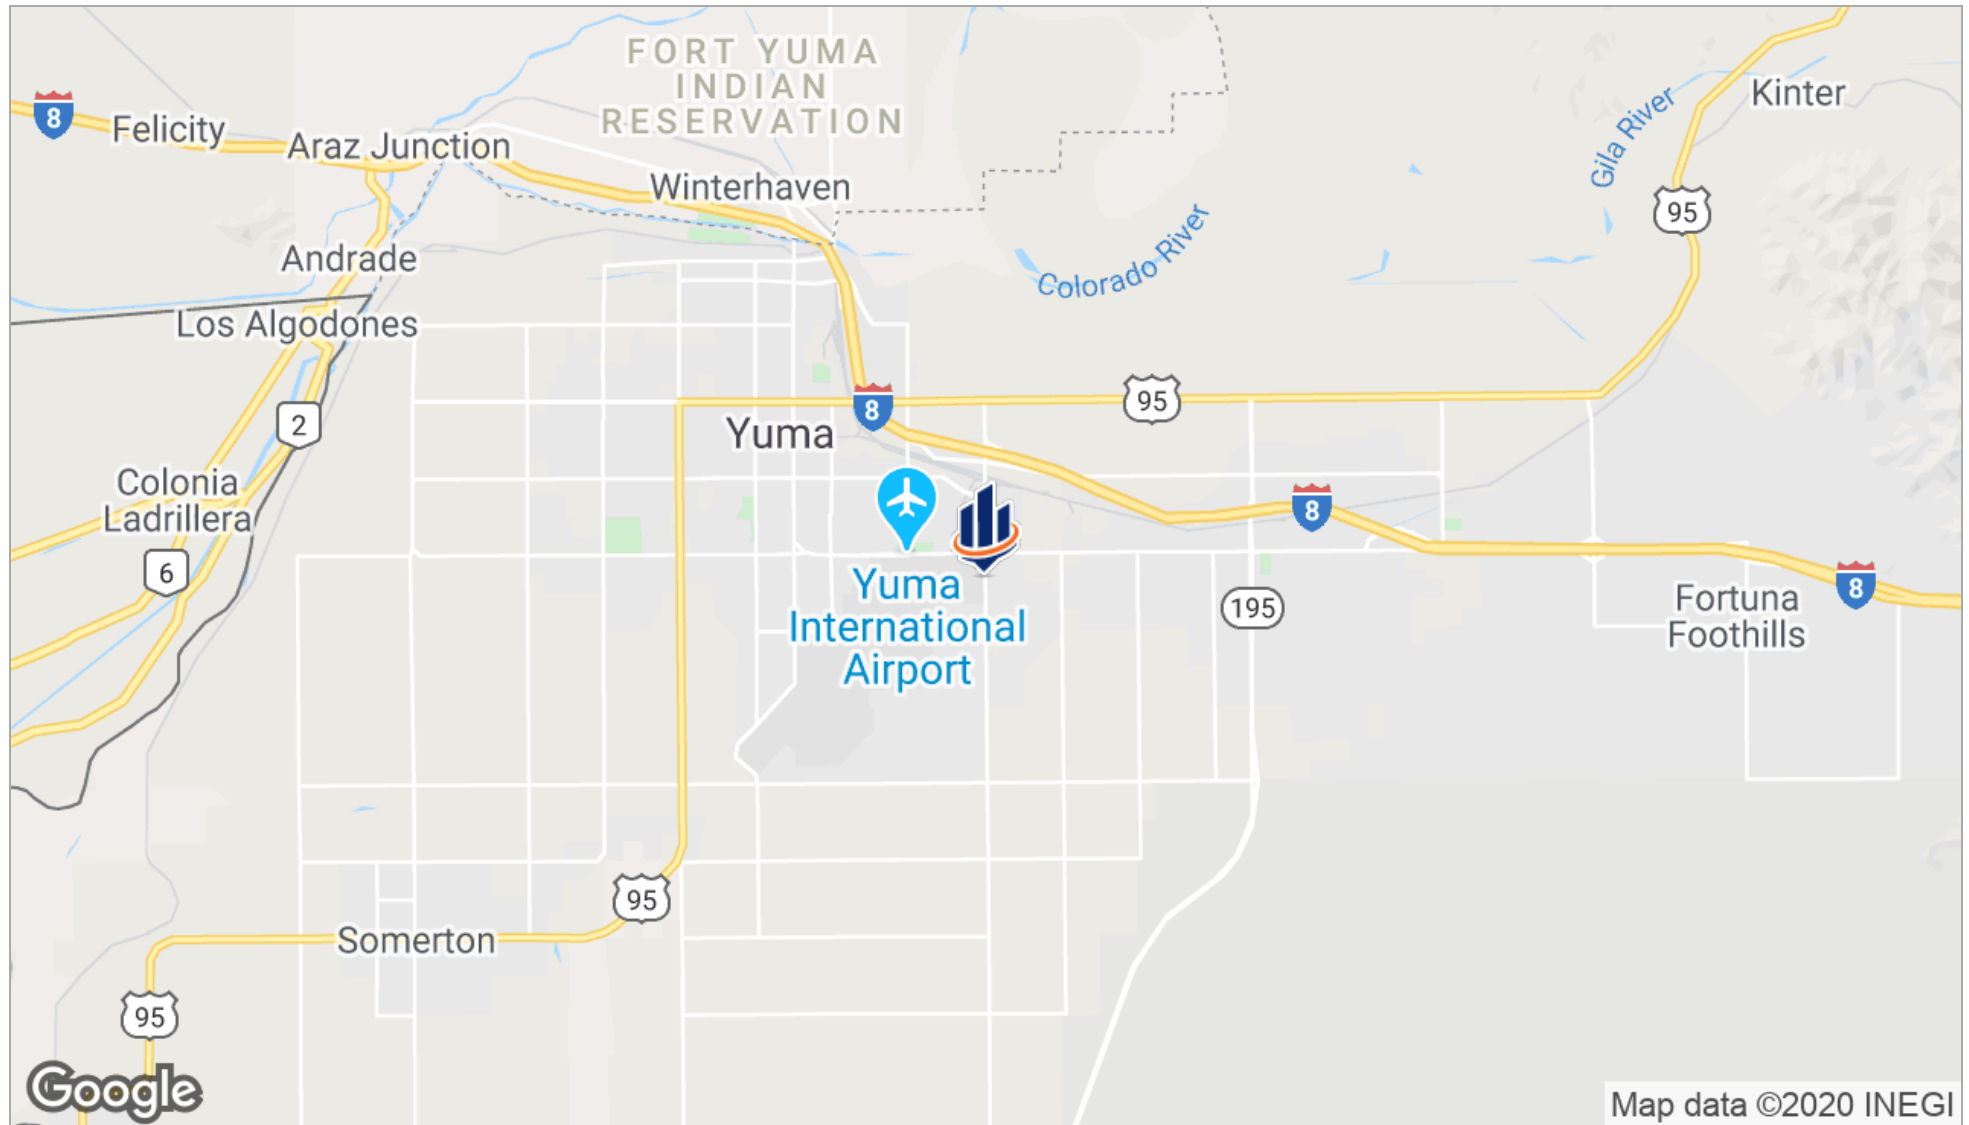 FORT YUMA
INDIAN
RESERVATION
8
Felicity
Araz Junction
Winterhaven
Kinter
Gila River
95
Colorado River
Andrade
Los Algodones
2
8
95
Yuma
Colonia
Ladrillera
6
8
Yuma
International
Airport
195
8
Fortuna
Foothills
95
Somerton
95
Google
Map data ©2020 INEGI